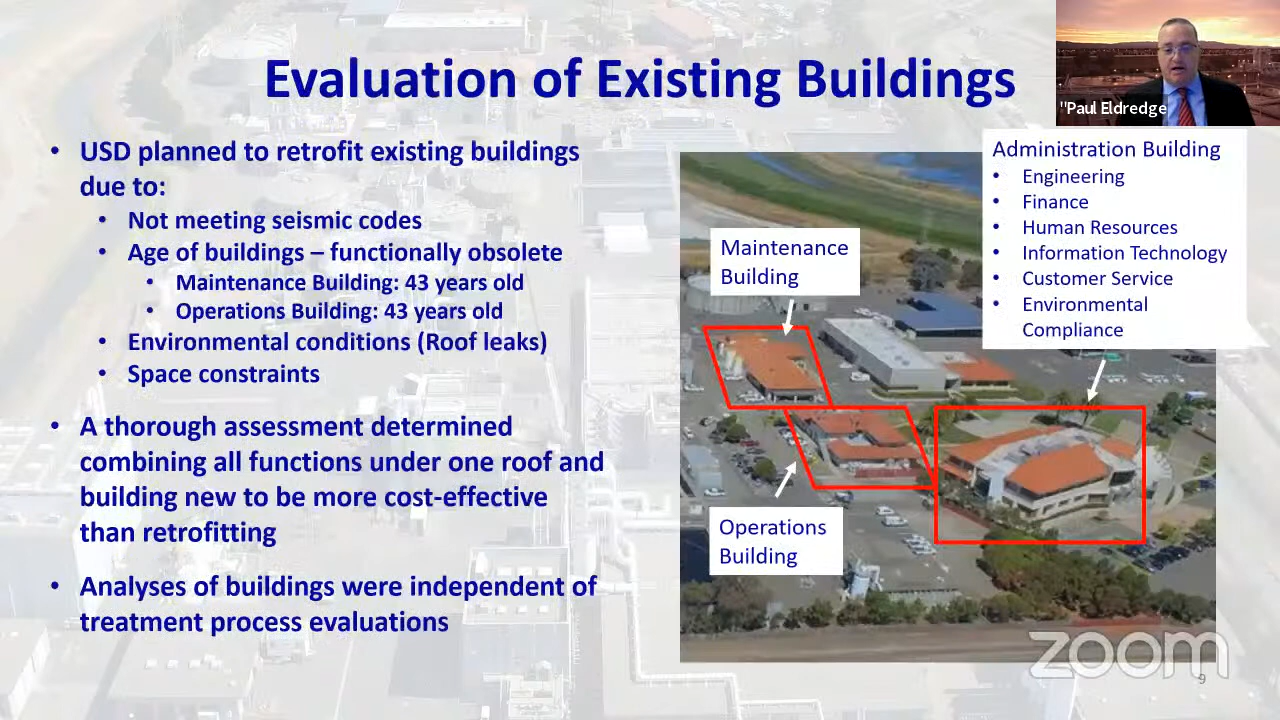 Evaluation of Existing Buildings
"Paul Eldredge
• USD planned to retrofit existing buildings
due to:
• Not meeting seismic codes
• Age of buildings – functionally obsolete
• Maintenance Building: 43 years old
• Operations Building: 43 years old
• Environmental conditions (Roof leaks)
• Space constraints
• A thorough assessment determined
combining all functions under one roof and
building new to be more cost-effective
than retrofitting
• Analyses of buildings were independent of
treatment process evaluations
Maintenance
Building
Operations
Building
Administration Building
• Engineering
• Finance
• Human Resources
• Information Technology
• Customer Service
• Environmental
Compliance
zoom
9